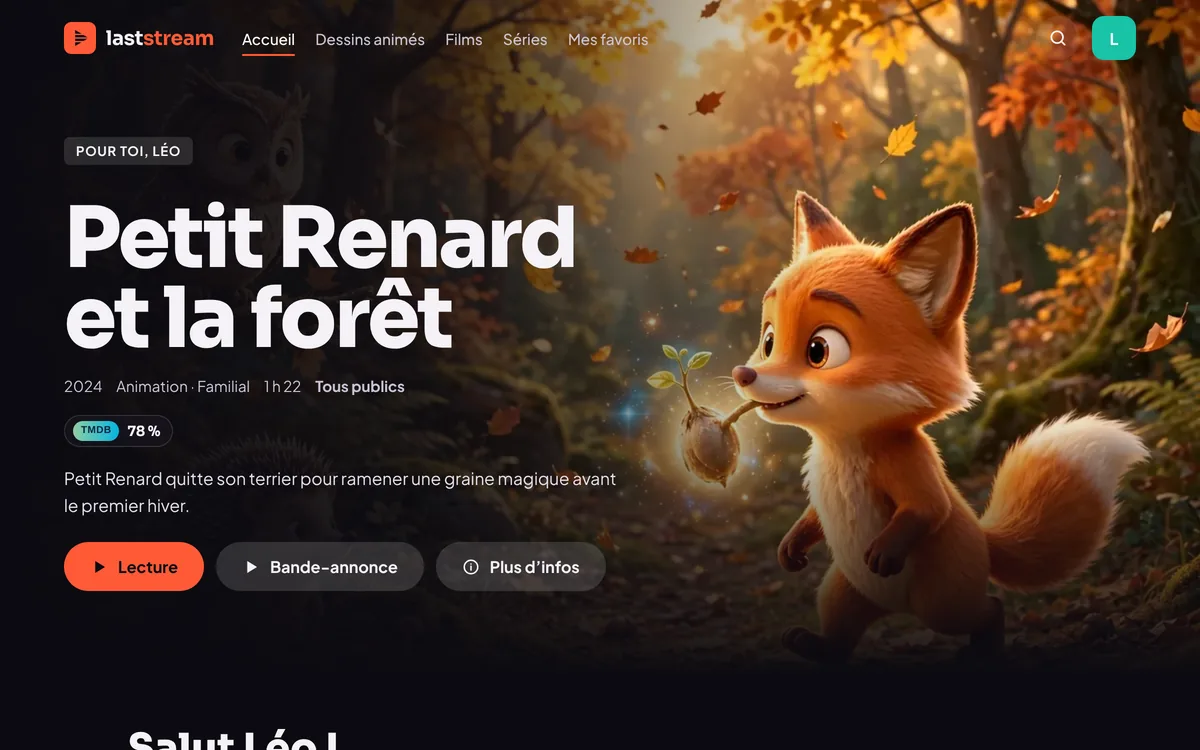 laststream
Accueil Dessins animés Films Séries Mes favoris
L
POUR TOI, LÉO
Petit Renard
et la forêt
2024 Animation · Familial 1 h 22 Tous publics
TMDB 78 %
Petit Renard quitte son terrier pour ramener une graine magique avant
le premier hiver.
Lecture Bande-annonce Plus d’infos
Salut Léo !